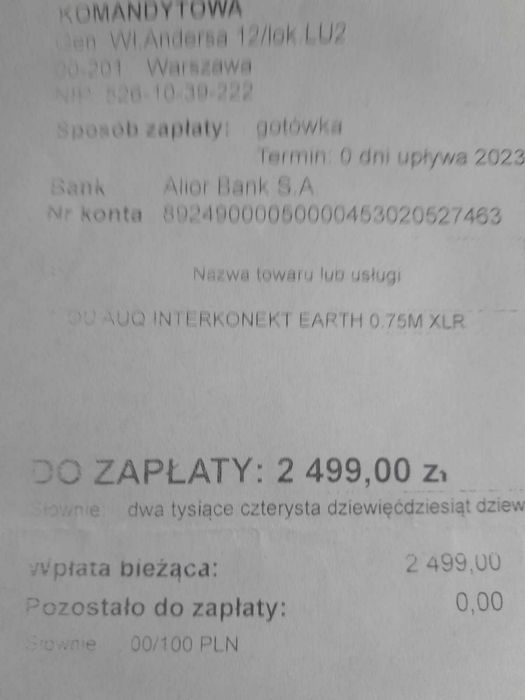 KOMANDYTOWA
Gen Wł.Andersa 12/lok.LU2
00-201 Warszawa
NIP: 526-10-39-222
Sposób zapłaty: gotówka
Termin: 0 dni upływa 2023
Bank Alior Bank S.A.
Nr konta 89249000050000453020527463
Nazwa towaru lub usługi
OU AUQ INTERKONEKT EARTH 0.75M XLR
DO ZAPŁATY: 2 499,00 zł
Słownie: dwa tysiące czterysta dziewięćdziesiąt dziew
Wpłata bieżąca: 2 499,00
Pozostało do zapłaty: 0,00
Słownie 00/100 PLN